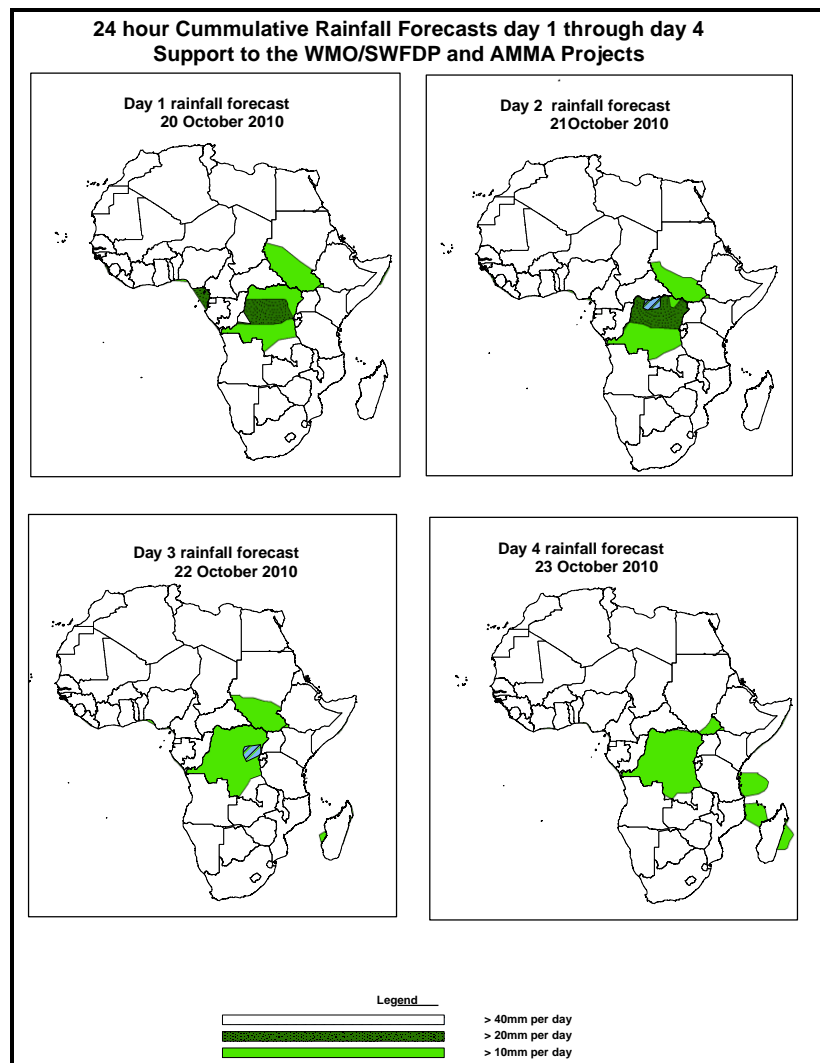 24 hour Cummulative Rainfall Forecasts day 1 through day 4
Support to the WMO/SWFDP and AMMA Projects
Day 1 rainfall forecast
20 October 2010
Day 2 rainfall forecast
21October 2010
Day 3 rainfall forecast
22 October 2010
Day 4 rainfall forecast
23 October 2010
Legend
> 40mm per day
> 20mm per day
> 10mm per day